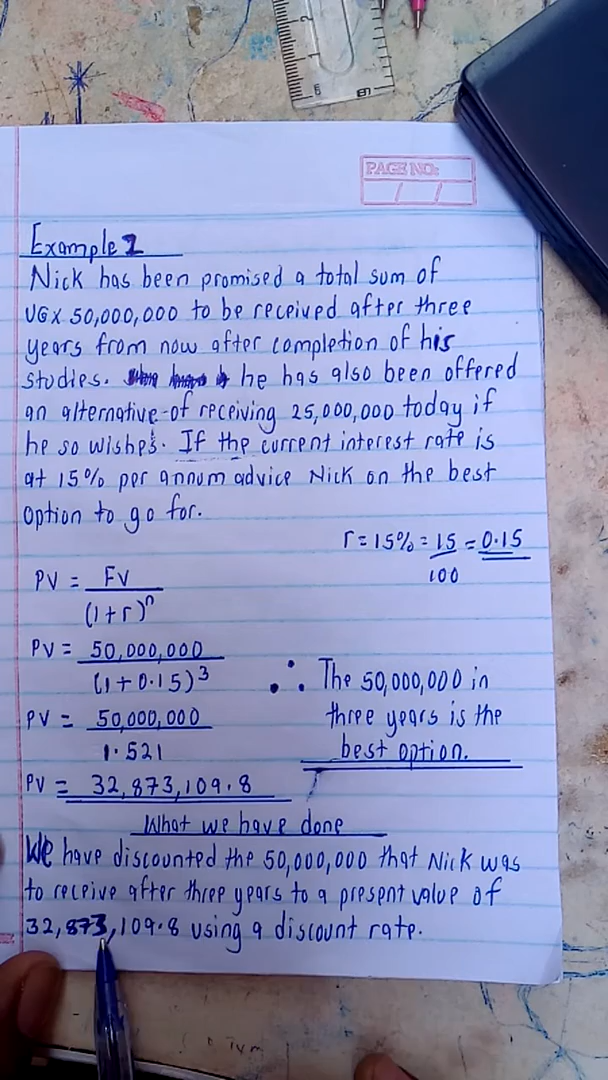 PAGE NO:
/ /
Example 1
Nick has been promised a total sum of
UGX 50,000,000 to be received after three
years from now after completion of his
studies. he has also been offered
an alternative of receiving 25,000,000 today if
he so wishes. If the current interest rate is
at 15% per annum advice Nick on the best
option to go for.
r = 15% = 15 = 0.15
100
PV = FV
(1+r)^n
PV = 50,000,000
(1+0.15)^3
PV = 50,000,000
1.521
PV = 32,873,109.8
∴ The 50,000,000 in
three years is the
best option.
What we have done
We have discounted the 50,000,000 that Nick was
to receive after three years to a present value of
32,873,109.8 using a discount rate.